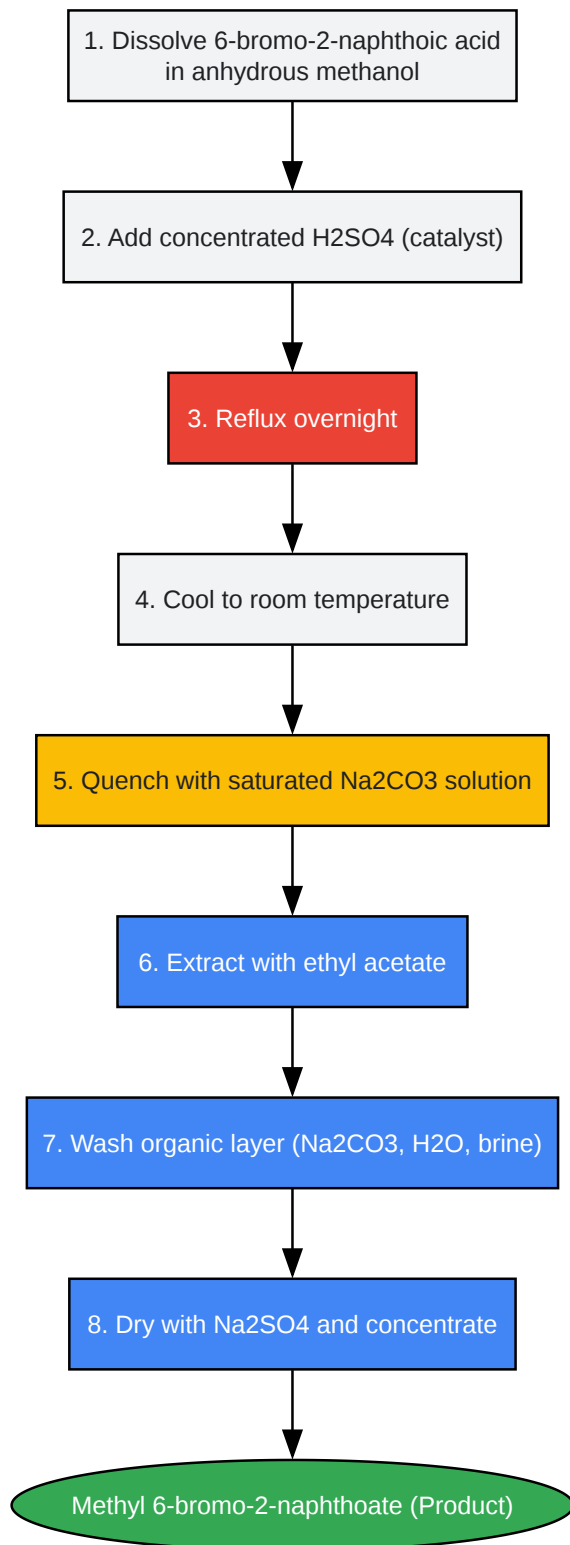 1. Dissolve 6-bromo-2-naphthoic acid
in anhydrous methanol
2. Add concentrated H2SO4 (catalyst)
3. Reflux overnight
4. Cool to room temperature
5. Quench with saturated Na2CO3 solution
6. Extract with ethyl acetate
7. Wash organic layer (Na2CO3, H2O, brine)
8. Dry with Na2SO4 and concentrate
Methyl 6-bromo-2-naphthoate (Product)